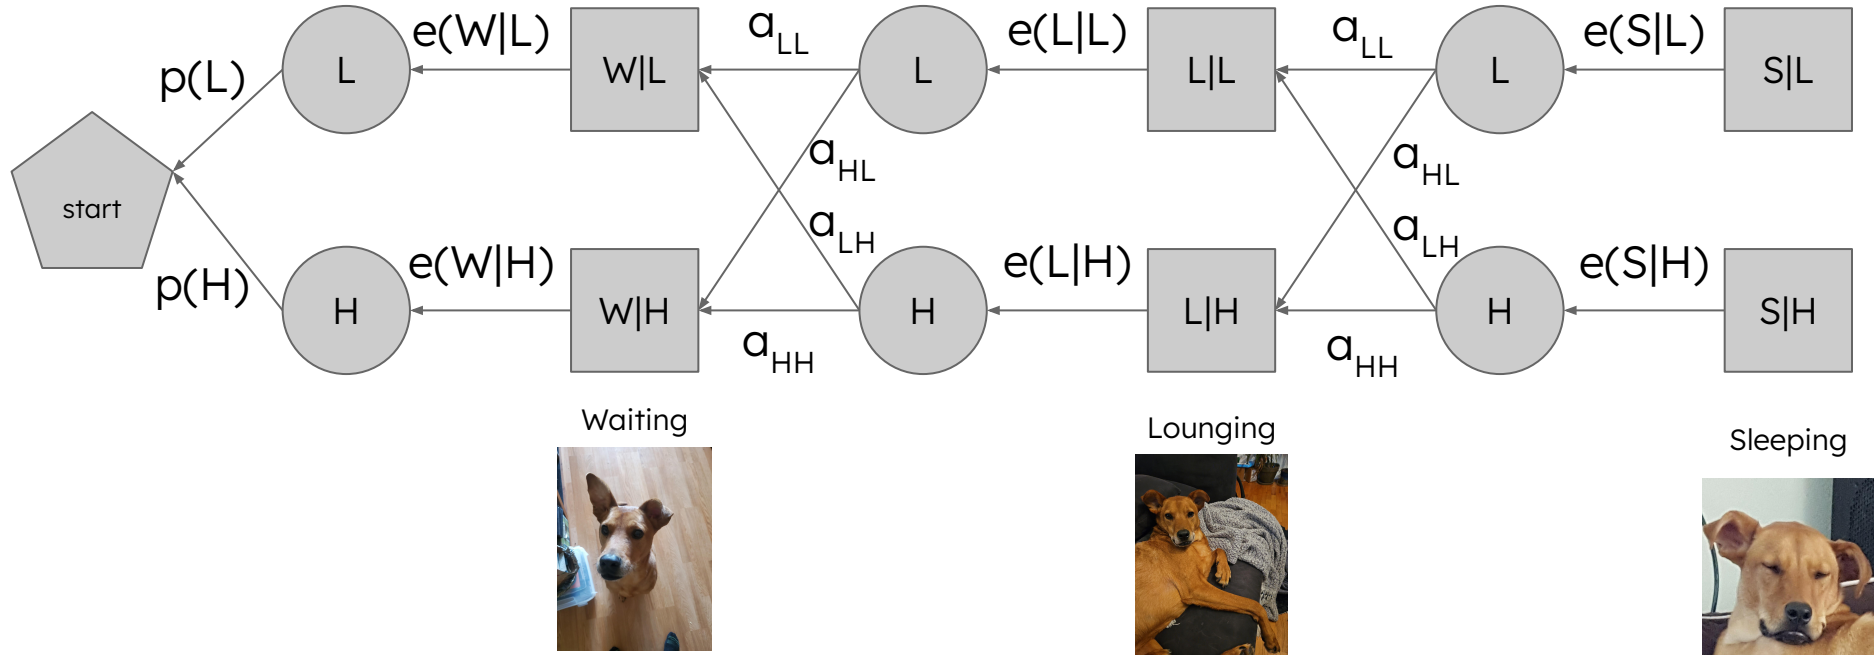 e(W|L) a_LL e(L|L) a_LL e(S|L)
p(L) L W|L L L|L L S|L
a_HL a_HL
start
a_LH a_LH
p(H) e(W|H) e(L|H) e(S|H)
H W|H H L|H H S|H
a_HH a_HH
Waiting Lounging Sleeping